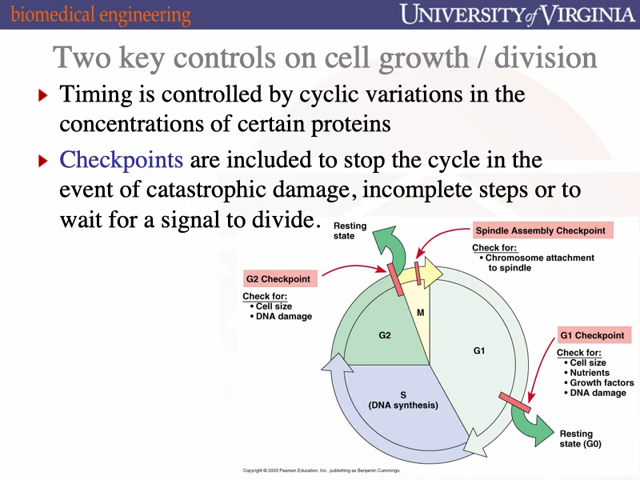 biomedical engineering
UNIVERSITY of VIRGINIA
Two key controls on cell growth / division
Timing is controlled by cyclic variations in the
concentrations of certain proteins
Checkpoints are included to stop the cycle in the
event of catastrophic damage, incomplete steps or to
wait for a signal to divide.
Resting
state
Spindle Assembly Checkpoint
Check for:
• Chromosome attachment
to spindle
G2 Checkpoint
Check for:
• Cell size
• DNA damage
M
G2
G1
S
(DNA synthesis)
G1 Checkpoint
Check for:
• Cell size
• Nutrients
• Growth factors
• DNA damage
Resting
state (G0)
Copyright © 2003 Pearson Education, Inc., publishing as Benjamin Cummings.